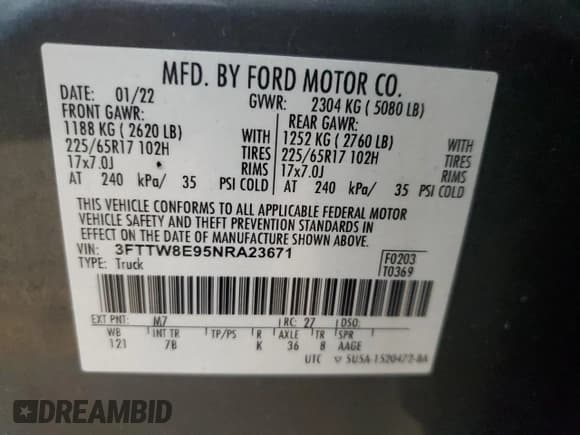 MFD. BY FORD MOTOR CO.
DATE: 01/22 GVWR: 2304 KG ( 5080 LB)
FRONT GAWR: REAR GAWR:
1188 KG ( 2620 LB) WITH 1252 KG ( 2760 LB) WITH
225/65R17 102H TIRES 225/65R17 102H TIRES
17x7.0J RIMS 17x7.0J RIMS
AT 240 kPa/ 35 PSI COLD AT 240 kPa/ 35 PSI COLD
THIS VEHICLE CONFORMS TO ALL APPLICABLE FEDERAL MOTOR
VEHICLE SAFETY AND THEFT PREVENTION STANDARDS IN
EFFECT ON THE DATE OF MANUFACTURE SHOWN ABOVE.
VIN: 3FTTW8E95NRA23671 F0203
TYPE: Truck T0369
EXT PNT: M7 RC: 27 DSO:
WB INT TR TP/PS R AXLE TR SPR
121 7B K 36 8 AAGE
UTC 5U5A-1520472-BA
DREAMBID